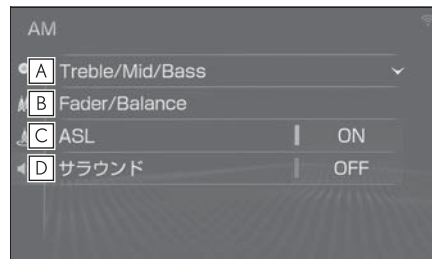 AM
A Treble/Mid/Bass
B Fader/Balance
C ASL ON
D サラウンド OFF